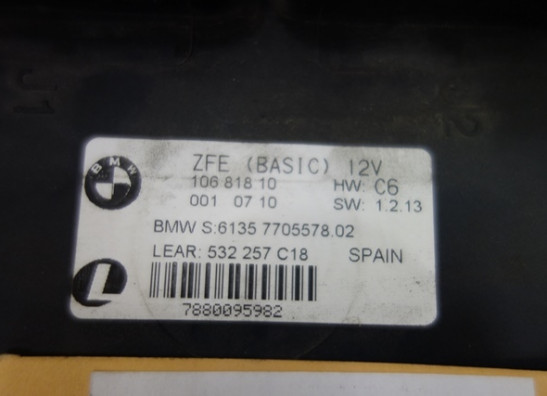 BMW
ZFE (BASIC) 12V
106 818 10 HW: C6
001 07 10 SW: 1.2.13
BMW S:6135 7705578.02
LEAR: 532 257 C18 SPAIN
L
7880095982